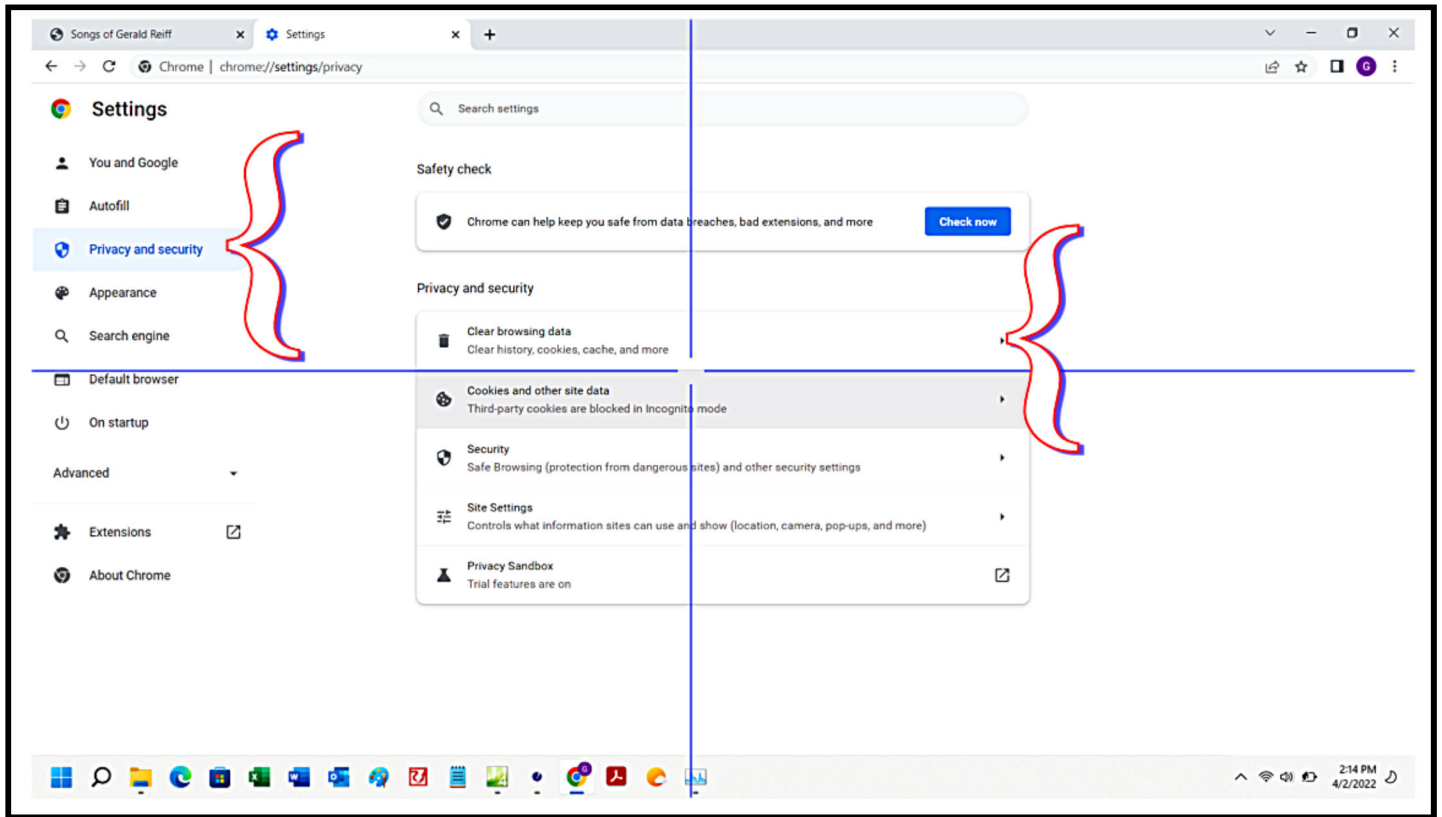 Songs of Gerald Reiff
Settings
Chrome | chrome://settings/privacy
G
Settings
Search settings
You and Google
Autofill
Privacy and security
Appearance
Search engine
Default browser
On startup
Advanced
Extensions
About Chrome
Safety check
Chrome can help keep you safe from data breaches, bad extensions, and more
Check now
Privacy and security
Clear browsing data
Clear history, cookies, cache, and more
Cookies and other site data
Third-party cookies are blocked in Incognito mode
Security
Safe Browsing (protection from dangerous sites) and other security settings
Site Settings
Controls what information sites can use and show (location, camera, pop-ups, and more)
Privacy Sandbox
Trial features are on
2:14 PM
4/2/2022